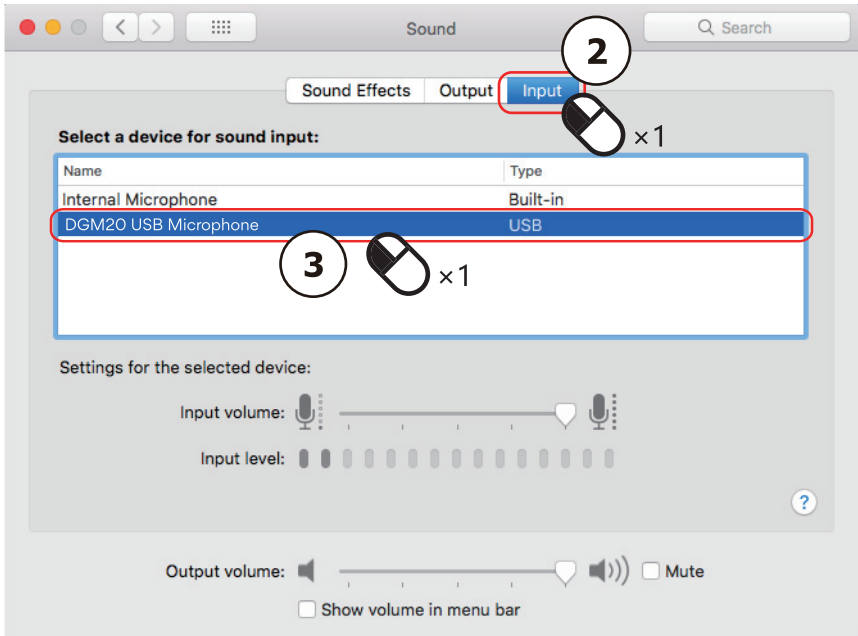 Sound
Search
2
Sound Effects Output Input
×1
Select a device for sound input:
Name Type
Internal Microphone Built-in
DGM20 USB Microphone USB
3
×1
Settings for the selected device:
Input volume:
Input level:
?
Output volume: Mute
Show volume in menu bar